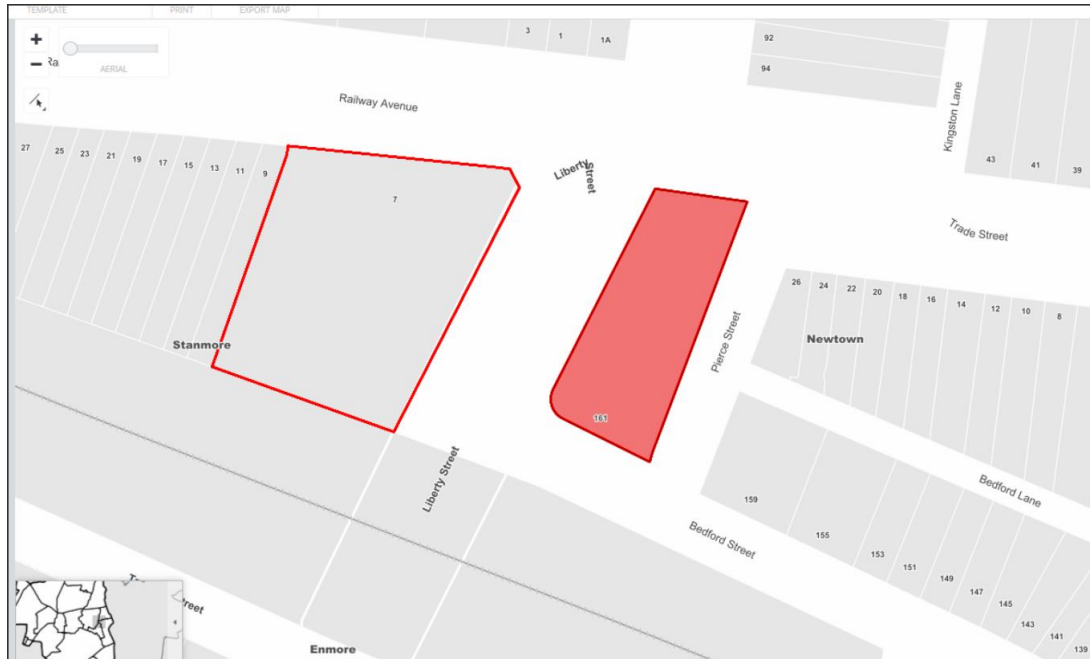 TEMPLATE PRINT EXPORT MAP
+
−
AERIAL
3 1 1A
92
94
Railway Avenue
Kingston Lane
27 25 23 21 19 17 15 13 11 9
7
Liberty
Street
43 41 39
Trade Street
26 24 22 20 18 16 14 12 10 8
Stanmore
Pierce Street
Newtown
161
Liberty Street
Bedford Lane
159
Bedford Street
155
153
151
149
147
145
143
141
139
Enmore